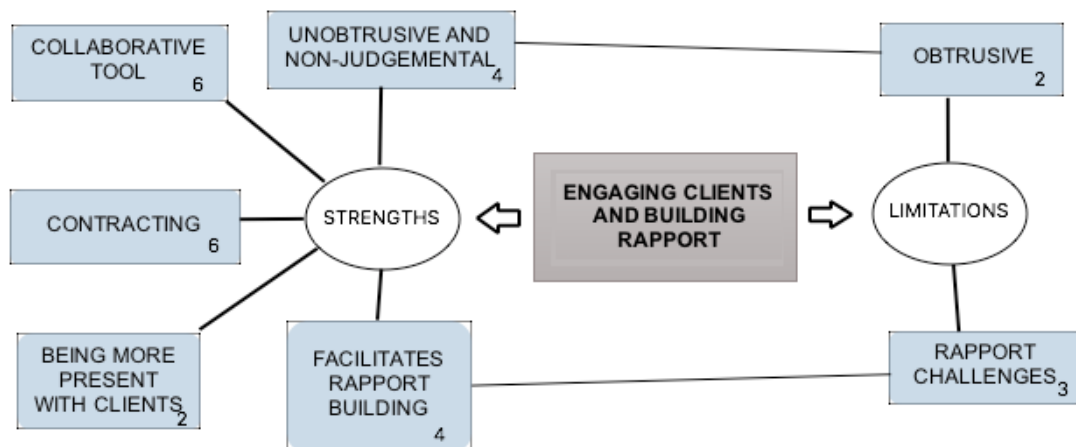 COLLABORATIVE
TOOL
6
UNOBTRUSIVE AND
NON-JUDGEMENTAL
4
OBTRUSIVE
2
CONTRACTING
6
STRENGTHS
ENGAGING CLIENTS
AND BUILDING
RAPPORT
LIMITATIONS
BEING MORE
PRESENT
WITH CLIENTS
2
FACILITATES
RAPPORT
BUILDING
4
RAPPORT
CHALLENGES
3